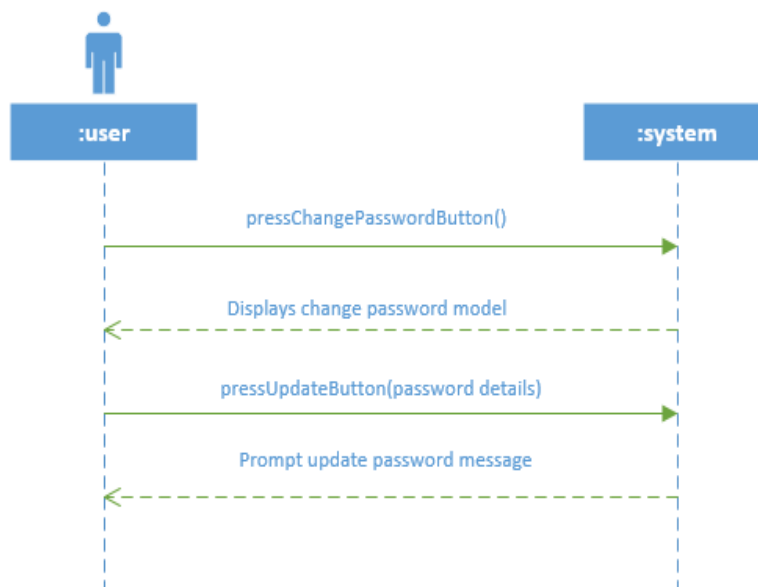 :user
:system
pressChangePasswordButton()
Displays change password model
pressUpdateButton(password details)
Prompt update password message